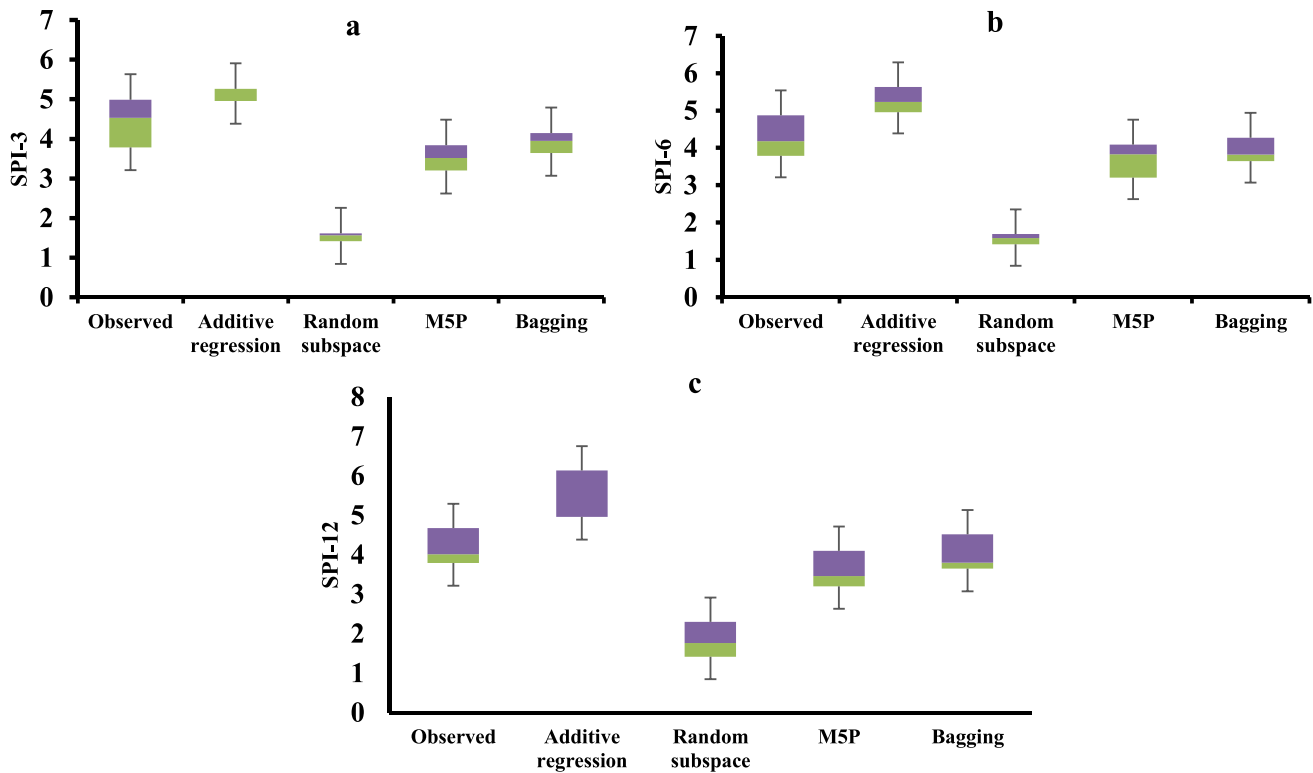 a
SPI-3
7
6
5
4
3
2
1
0
Observed
Additive
regression
Random
subspace
M5P
Bagging
b
SPI-6
7
6
5
4
3
2
1
0
Observed
Additive
regression
Random
subspace
M5P
Bagging
c
SPI-12
8
7
6
5
4
3
2
1
0
Observed
Additive
regression
Random
subspace
M5P
Bagging